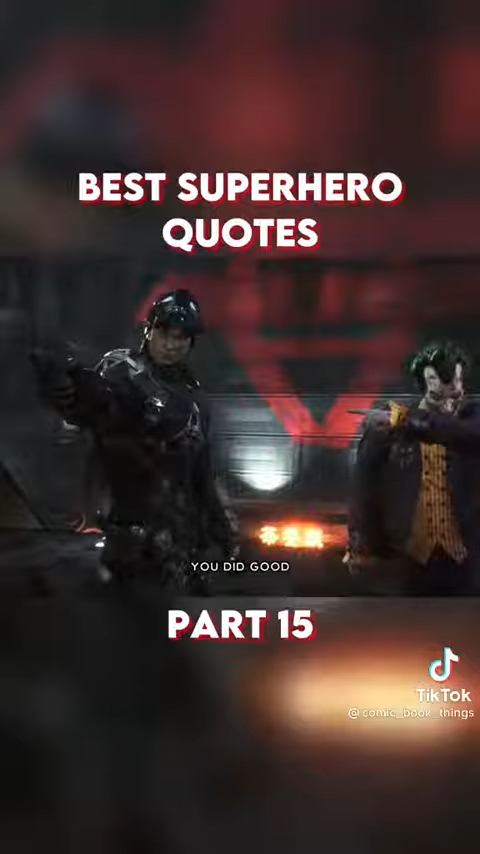 BEST SUPERHERO
QUOTES
YOU DID GOOD
PART 15
TikTok
@comic_book_things